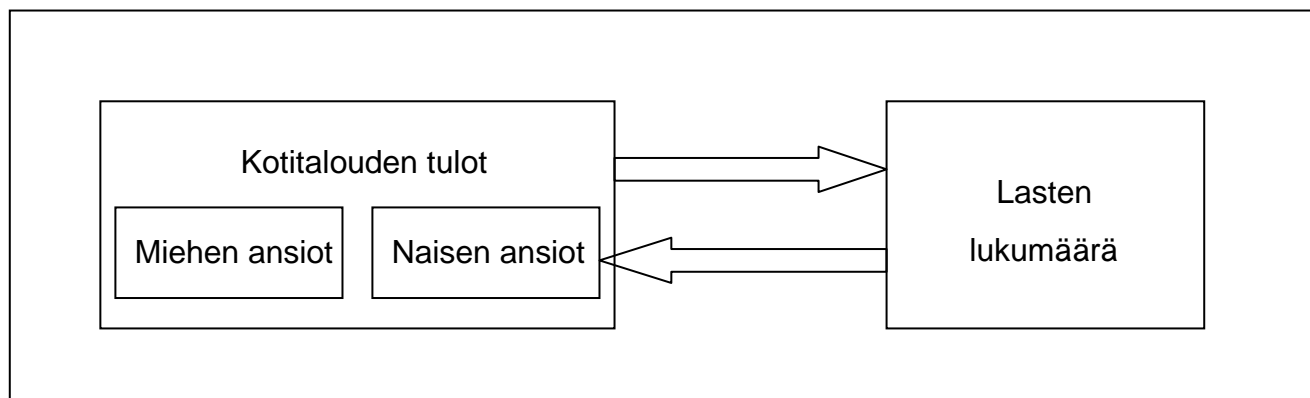 Kotitalouden tulot
Miehen ansiot
Naisen ansiot
Lasten
lukumäärä